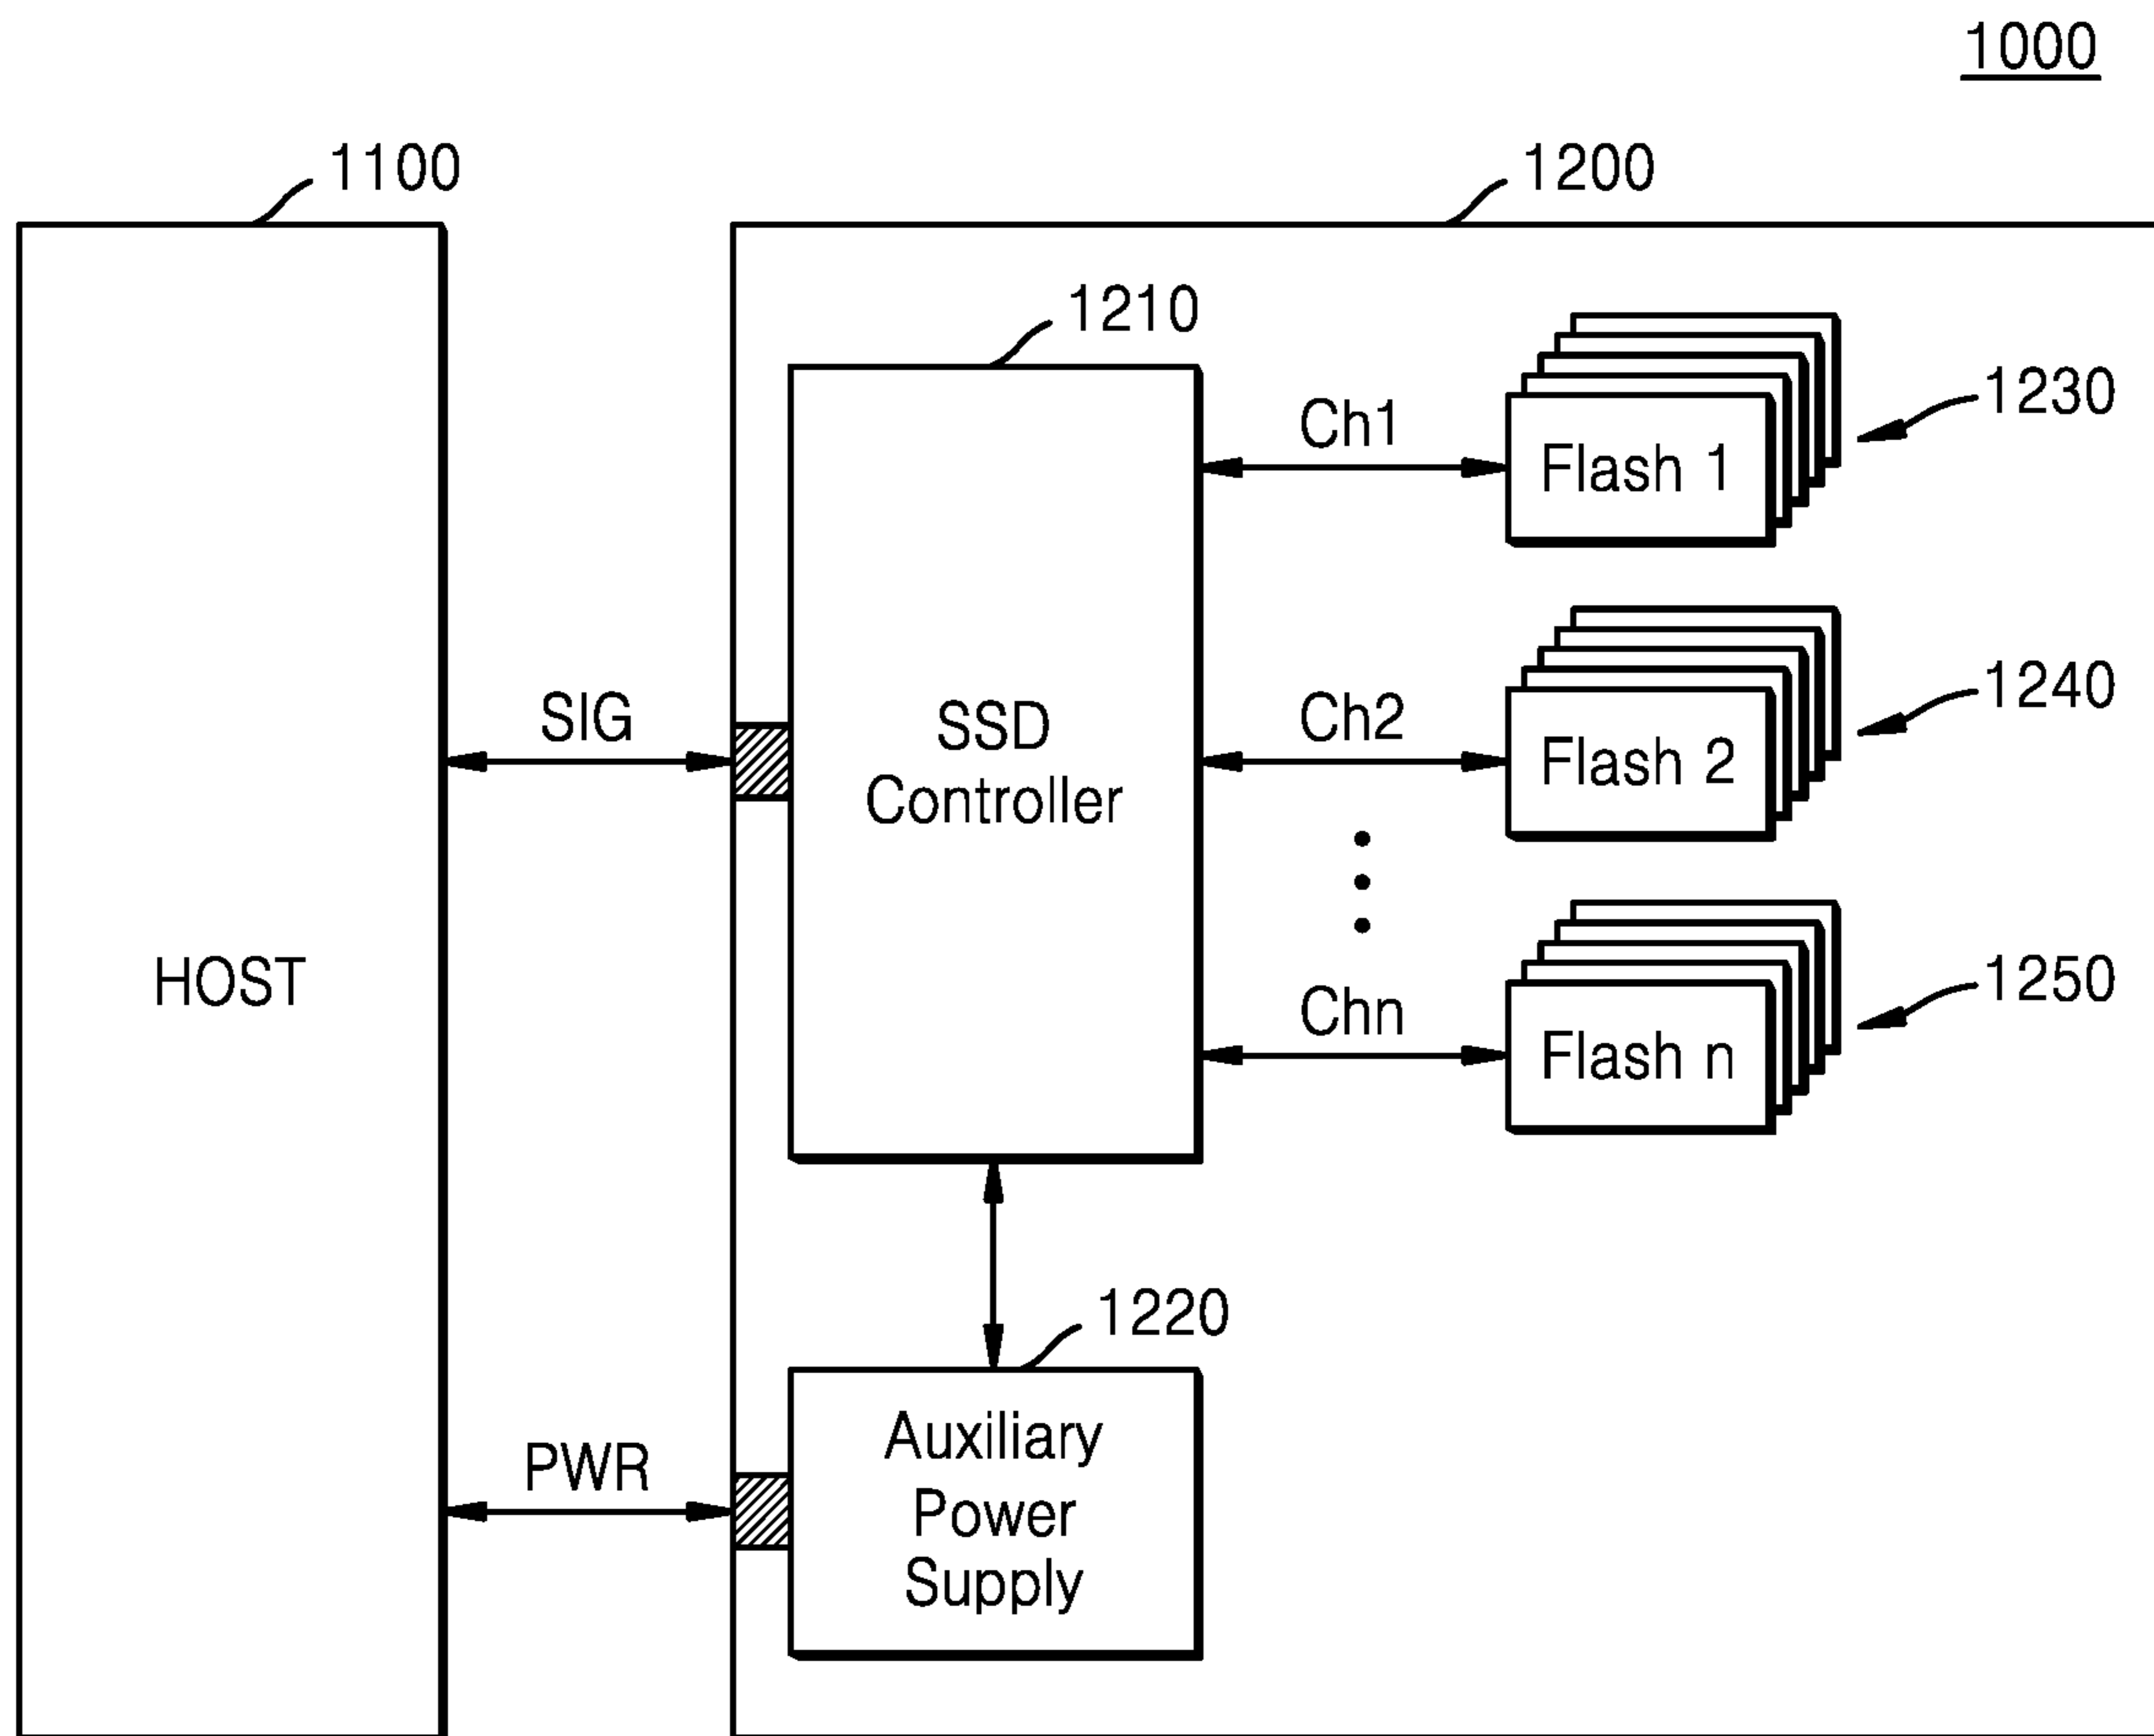 1000
1100
1200
1210
Ch1
Flash 1
1230
SIG
SSD
Controller
Ch2
Flash 2
1240
HOST
Chn
Flash n
1250
1220
PWR
Auxiliary
Power
Supply